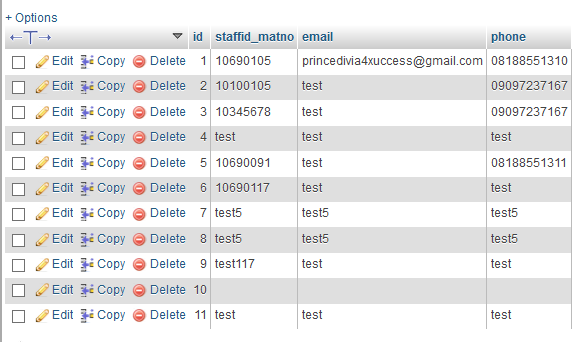 + Options
←T→ id staffid_matno email phone
Edit Copy Delete 1 10690105 princedivia4xuccess@gmail.com 08188551310
Edit Copy Delete 2 10100105 test 09097237167
Edit Copy Delete 3 10345678 test 09097237167
Edit Copy Delete 4 test test test
Edit Copy Delete 5 10690091 test 08188551311
Edit Copy Delete 6 10690117 test test
Edit Copy Delete 7 test5 test5 test5
Edit Copy Delete 8 test5 test5 test5
Edit Copy Delete 9 test117 test test
Edit Copy Delete 10
Edit Copy Delete 11 test test test